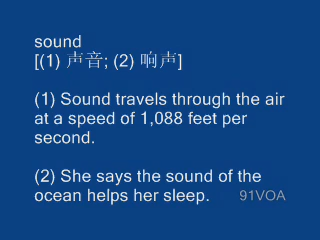 sound
[(1) 声音; (2) 响声]
(1) Sound travels through the air
at a speed of 1,088 feet per
second.
(2) She says the sound of the
ocean helps her sleep.
91VOA